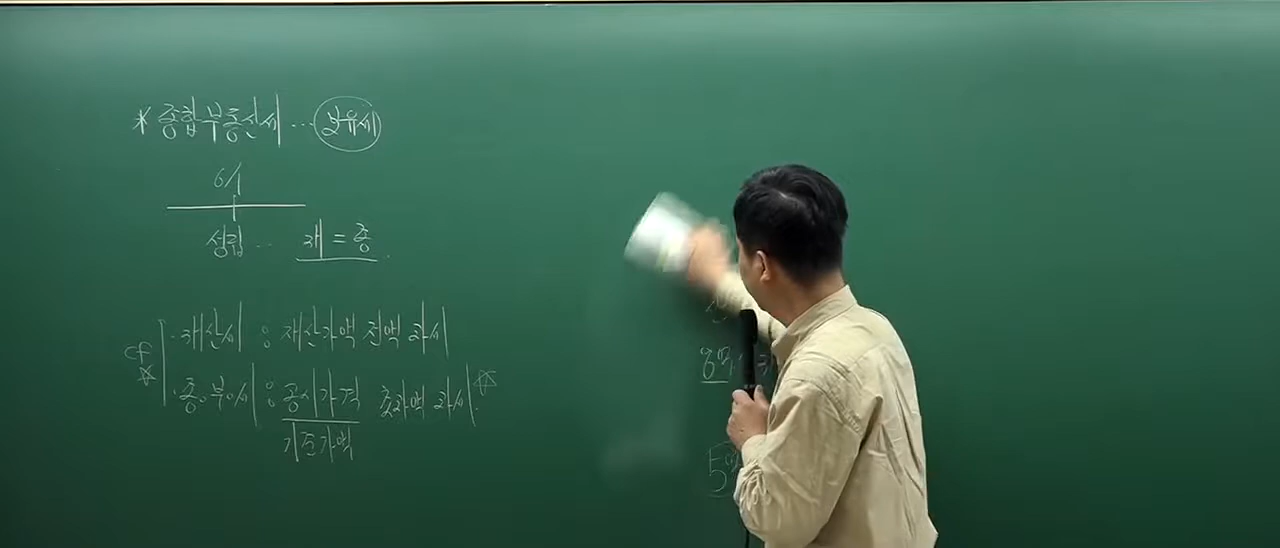 * 종합부동산세 … 보유세
6/1
성립 … 재 = 종
cf ☆ · 재산세 : 재산가액 전액 과세
· 종·부·세 : 공시가격 초과액 과세. ☆
기준가액